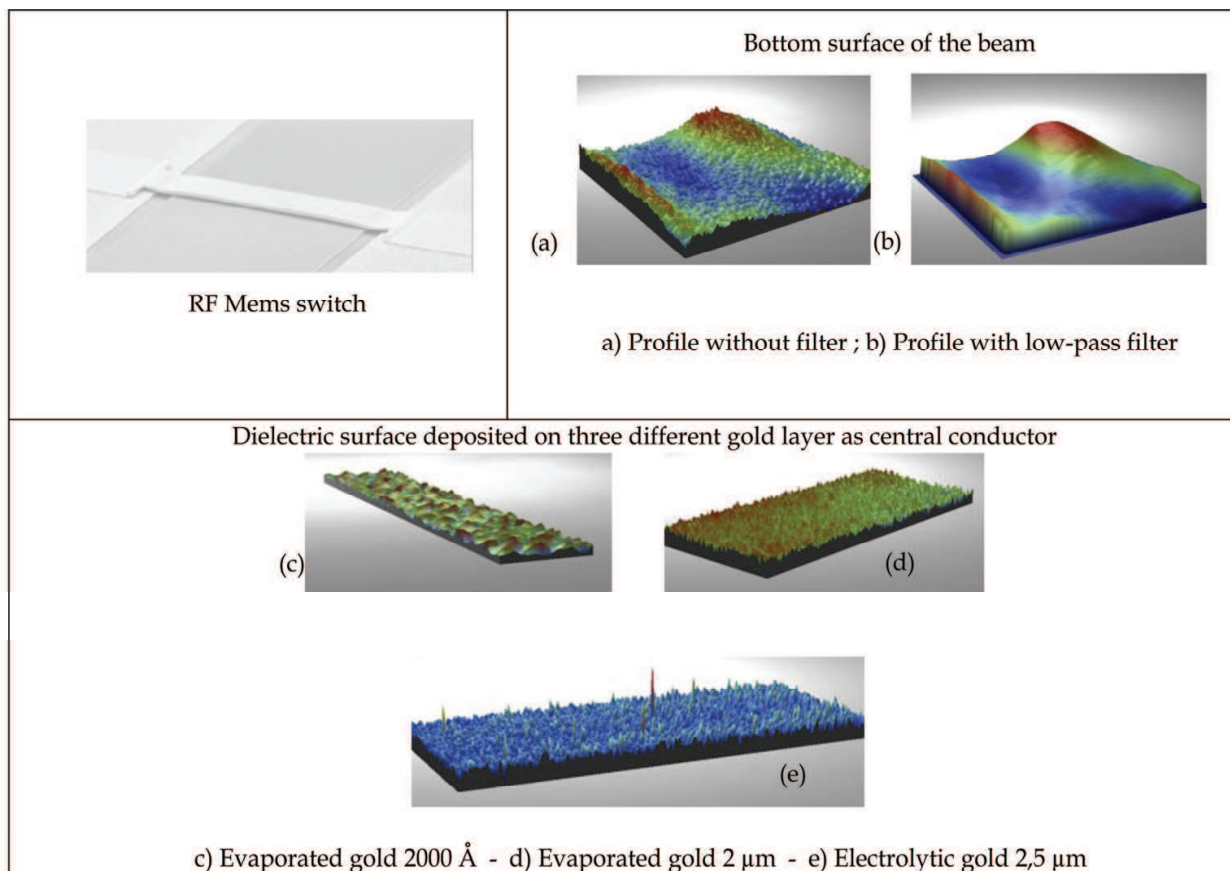 RF Mems switch
Bottom surface of the beam
(a)
(b)
a) Profile without filter ; b) Profile with low-pass filter
Dielectric surface deposited on three different gold layer as central conductor
(c)
(d)
(e)
c) Evaporated gold 2000 Å - d) Evaporated gold 2 µm - e) Electrolytic gold 2,5 µm